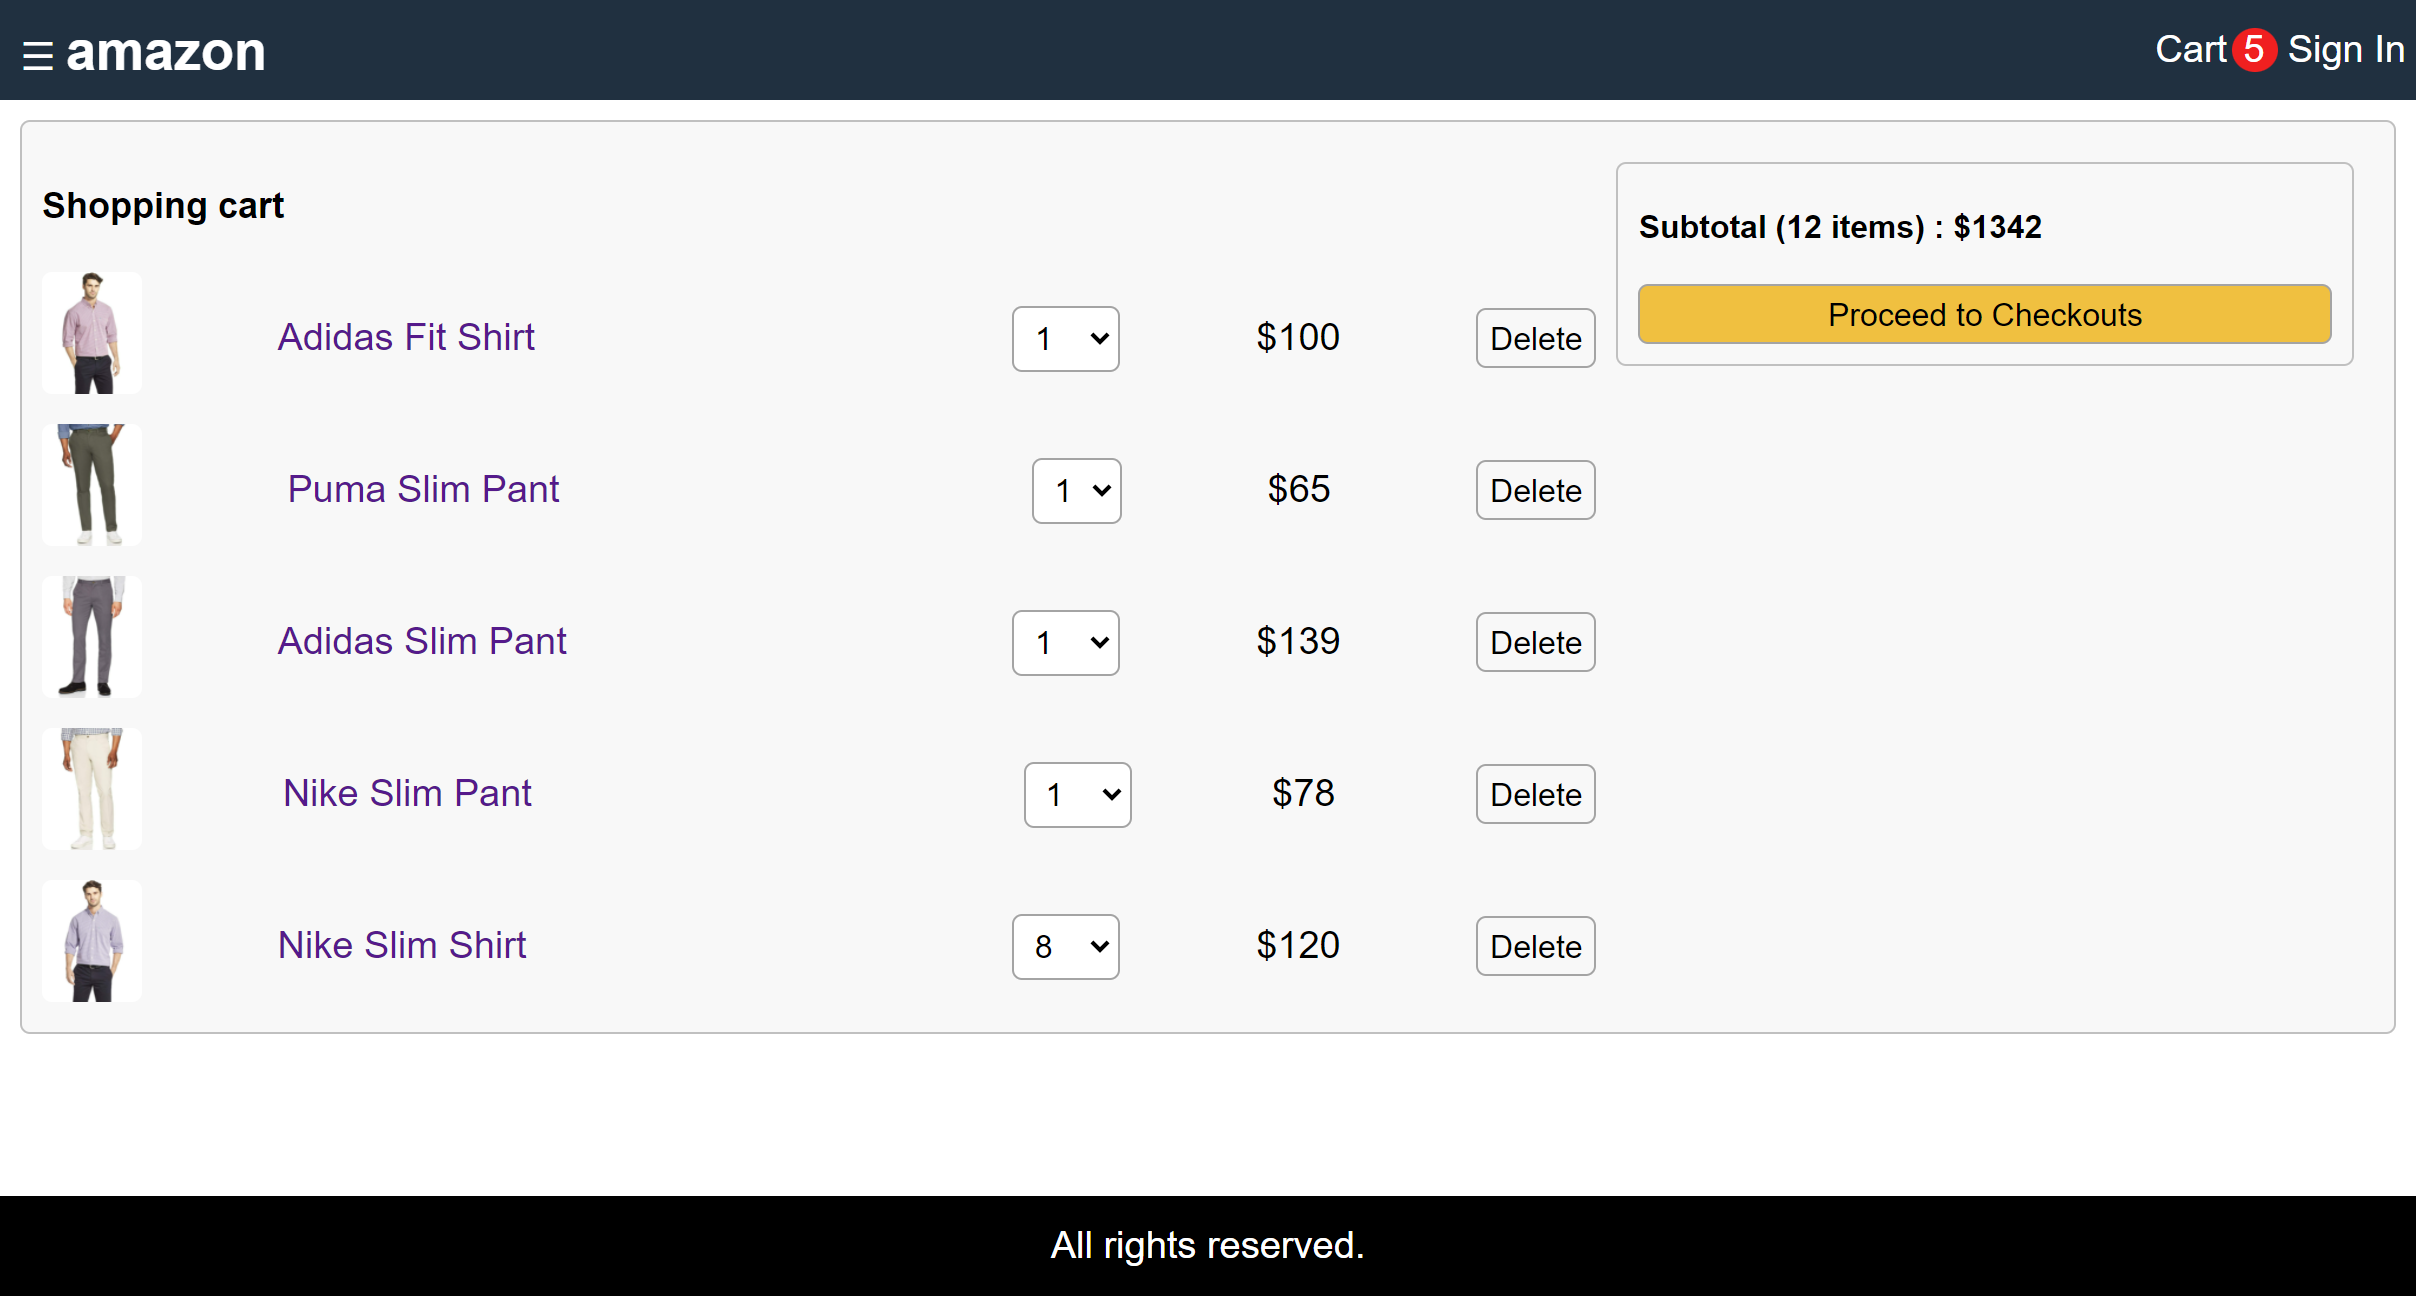 ☰ amazon Cart 5 Sign In
Shopping cart
Subtotal (12 items) : $1342
Proceed to Checkouts
Adidas Fit Shirt 1 $100 Delete
Puma Slim Pant 1 $65 Delete
Adidas Slim Pant 1 $139 Delete
Nike Slim Pant 1 $78 Delete
Nike Slim Shirt 8 $120 Delete
All rights reserved.